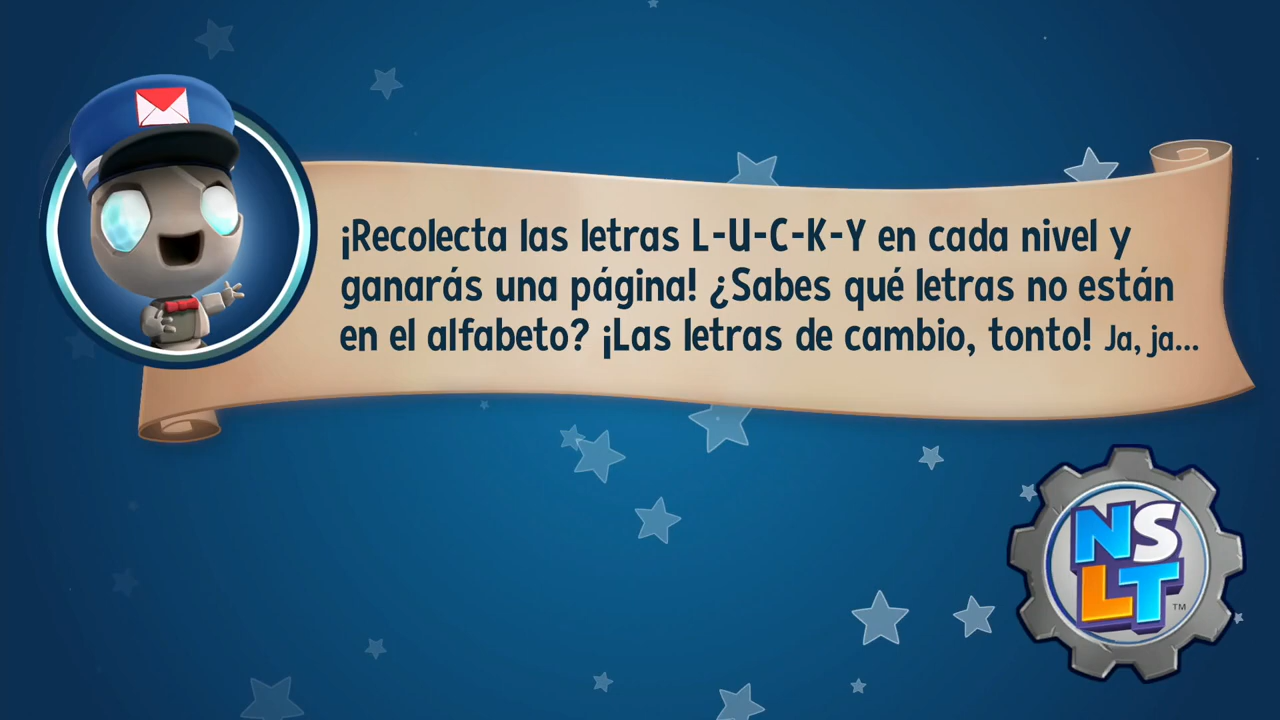 ¡Recolecta las letras L-U-C-K-Y en cada nivel y
ganarás una página! ¿Sabes qué letras no están
en el alfabeto? ¡Las letras de cambio, tonto! Ja, ja...
NS
LT
TM